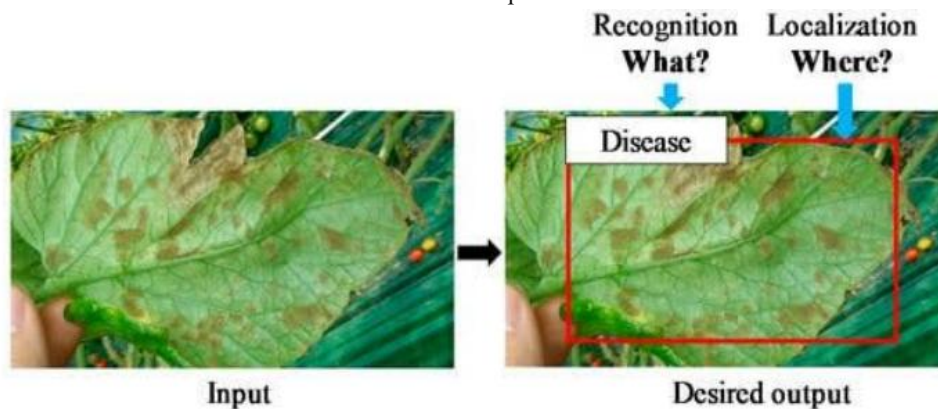 Recognition
What?
Localization
Where?
Disease
Input
Desired output